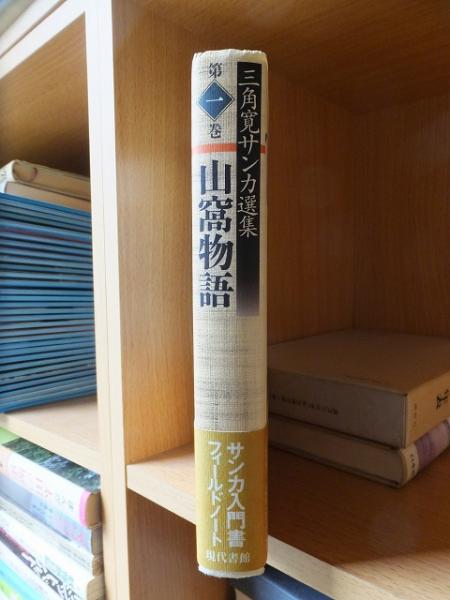 三角寛サンカ選集
第
一
巻
山窩物語
サンカ入門書
フィールドノート
現代書館